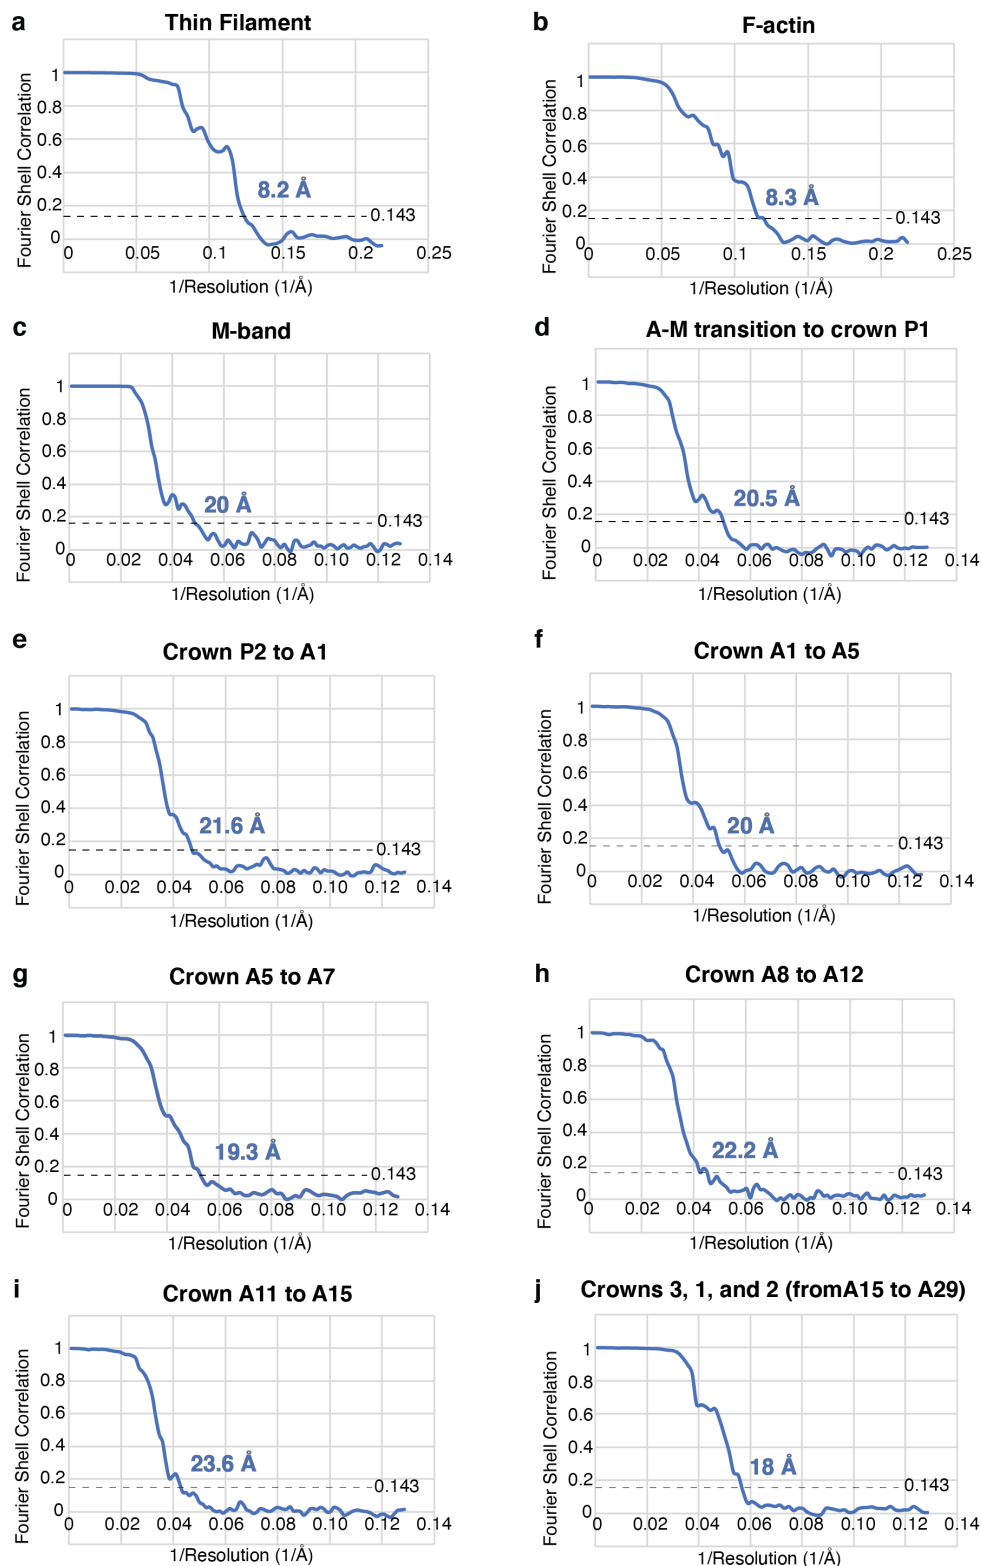 a Thin Filament
Fourier Shell Correlation
1
0.8
0.6
0.4
0.2
0
8.2 Å
0.143
0 0.05 0.1 0.15 0.2 0.25
1/Resolution (1/Å)
b F-actin
Fourier Shell Correlation
1
0.8
0.6
0.4
0.2
0
8.3 Å
0.143
0 0.05 0.1 0.15 0.2 0.25
1/Resolution (1/Å)
c M-band
Fourier Shell Correlation
1
0.8
0.6
0.4
0.2
0
20 Å
0.143
0 0.02 0.04 0.06 0.08 0.10 0.12 0.14
1/Resolution (1/Å)
d A-M transition to crown P1
Fourier Shell Correlation
1
0.8
0.6
0.4
0.2
0
20.5 Å
0.143
0 0.02 0.04 0.06 0.08 0.10 0.12 0.14
1/Resolution (1/Å)
e Crown P2 to A1
Fourier Shell Correlation
1
0.8
0.6
0.4
0.2
0
21.6 Å
0.143
0 0.02 0.04 0.06 0.08 0.10 0.12 0.14
1/Resolution (1/Å)
f Crown A1 to A5
Fourier Shell Correlation
1
0.8
0.6
0.4
0.2
0
20 Å
0.143
0 0.02 0.04 0.06 0.08 0.10 0.12 0.14
1/Resolution (1/Å)
g Crown A5 to A7
Fourier Shell Correlation
1
0.8
0.6
0.4
0.2
0
19.3 Å
0.143
0 0.02 0.04 0.06 0.08 0.10 0.12 0.14
1/Resolution (1/Å)
h Crown A8 to A12
Fourier Shell Correlation
1
0.8
0.6
0.4
0.2
0
22.2 Å
0.143
0 0.02 0.04 0.06 0.08 0.10 0.12 0.14
1/Resolution (1/Å)
i Crown A11 to A15
Fourier Shell Correlation
1
0.8
0.6
0.4
0.2
0
23.6 Å
0.143
0 0.02 0.04 0.06 0.08 0.10 0.12 0.14
1/Resolution (1/Å)
j Crowns 3, 1, and 2 (fromA15 to A29)
Fourier Shell Correlation
1
0.8
0.6
0.4
0.2
0
18 Å
0.143
0 0.02 0.04 0.06 0.08 0.10 0.12 0.14
1/Resolution (1/Å)